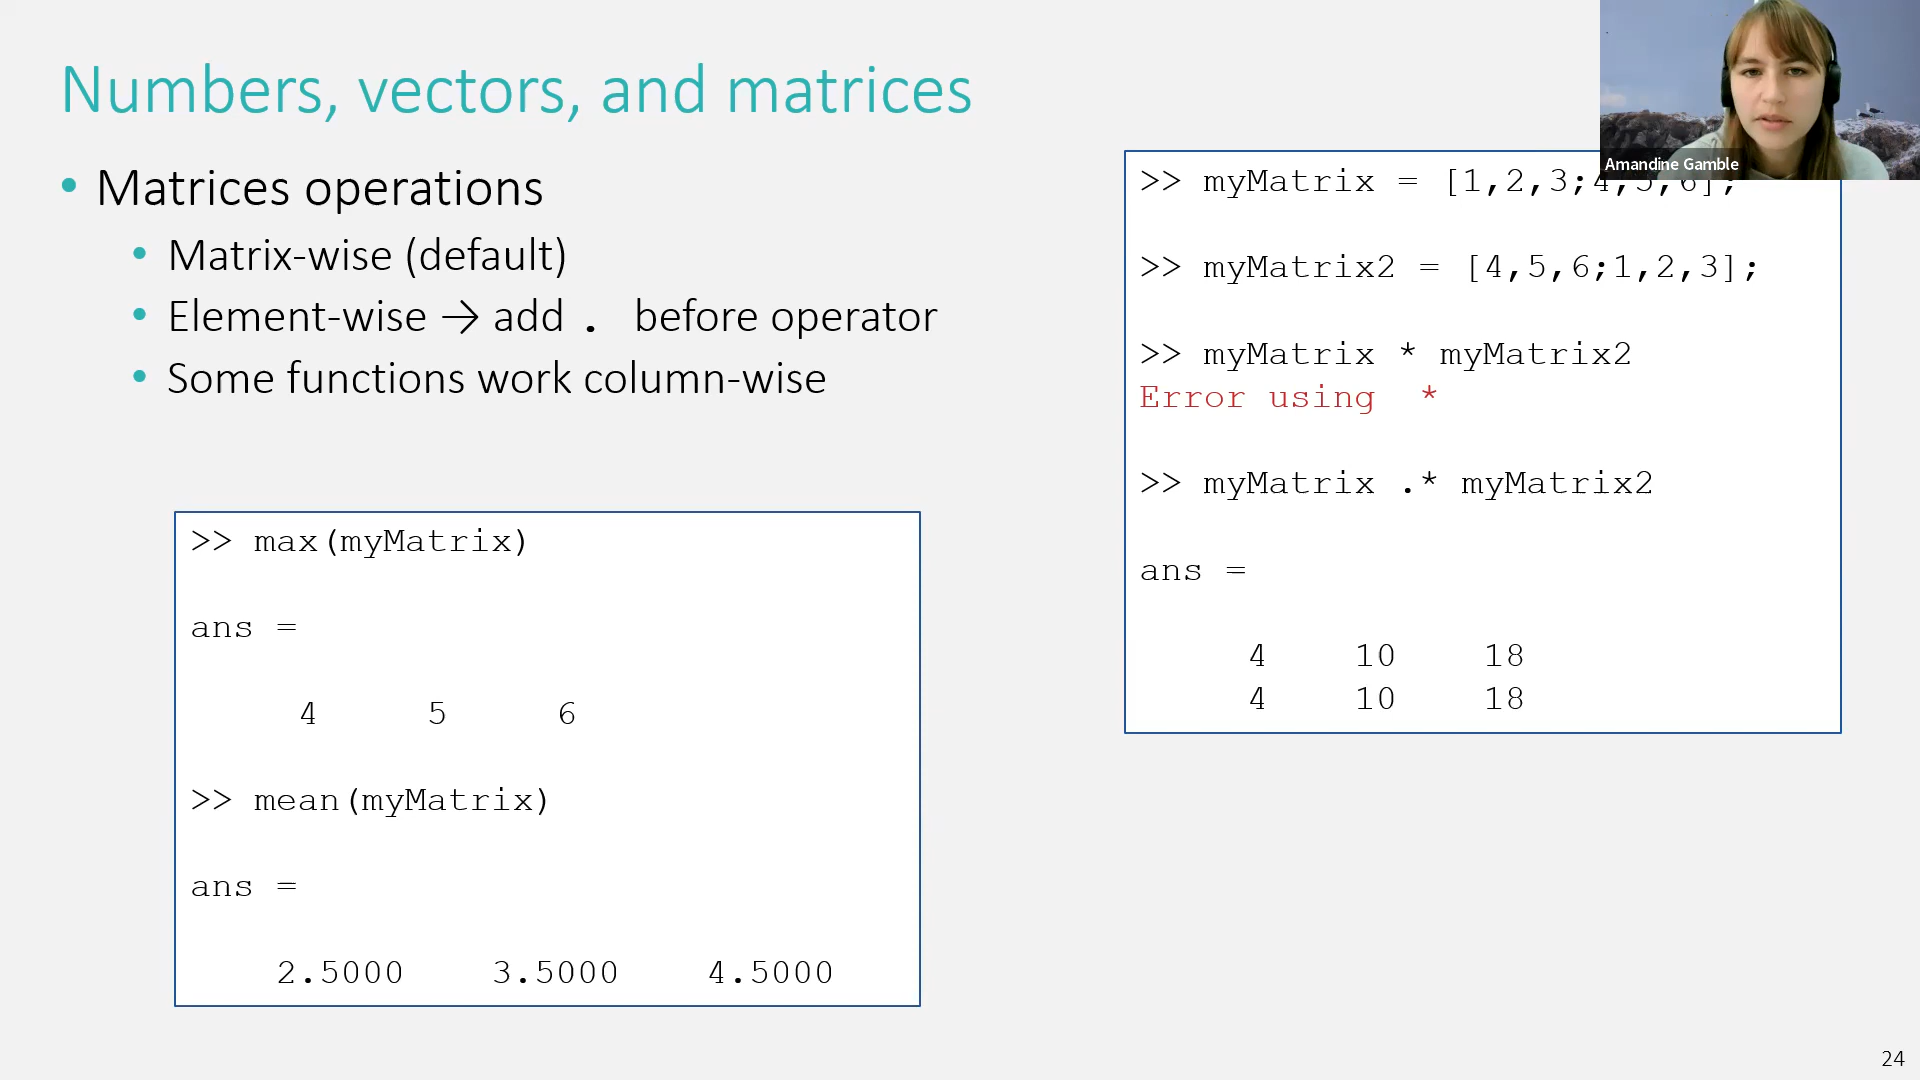 Numbers, vectors, and matrices
• Matrices operations
• Matrix-wise (default)
• Element-wise → add . before operator
• Some functions work column-wise
>> max(myMatrix)
ans =
4 5 6
>> mean(myMatrix)
ans =
2.5000 3.5000 4.5000
Amandine Gamble
>> myMatrix = [1,2,3;4,5,6];
>> myMatrix2 = [4,5,6;1,2,3];
>> myMatrix * myMatrix2
Error using *
>> myMatrix .* myMatrix2
ans =
4 10 18
4 10 18
24